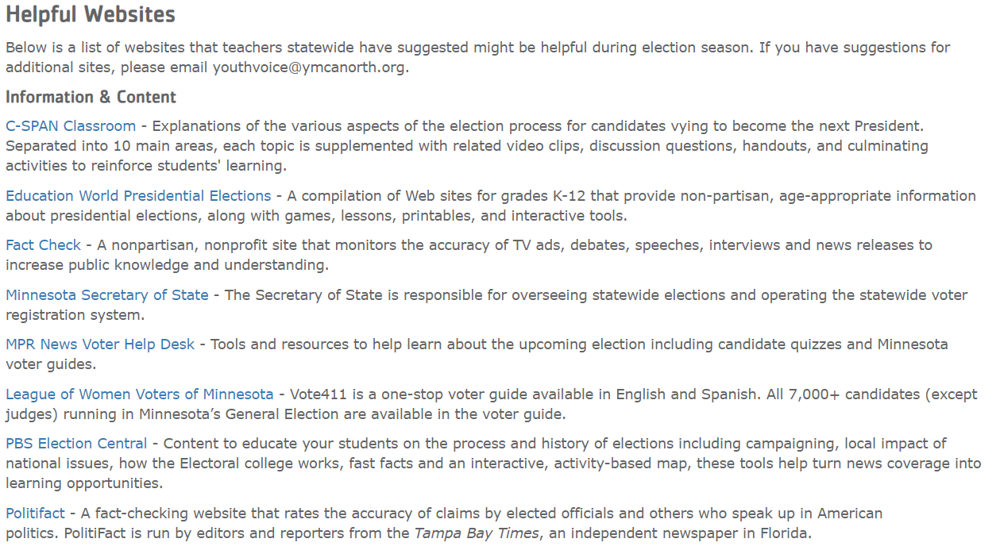 Helpful Websites
Below is a list of websites that teachers statewide have suggested might be helpful during election season. If you have suggestions for
additional sites, please email youthvoice@ymcanorth.org.
Information & Content
C-SPAN Classroom - Explanations of the various aspects of the election process for candidates vying to become the next President.
Separated into 10 main areas, each topic is supplemented with related video clips, discussion questions, handouts, and culminating
activities to reinforce students' learning.
Education World Presidential Elections - A compilation of Web sites for grades K-12 that provide non-partisan, age-appropriate information
about presidential elections, along with games, lessons, printables, and interactive tools.
Fact Check - A nonpartisan, nonprofit site that monitors the accuracy of TV ads, debates, speeches, interviews and news releases to
increase public knowledge and understanding.
Minnesota Secretary of State - The Secretary of State is responsible for overseeing statewide elections and operating the statewide voter
registration system.
MPR News Voter Help Desk - Tools and resources to help learn about the upcoming election including candidate quizzes and Minnesota
voter guides.
League of Women Voters of Minnesota - Vote411 is a one-stop voter guide available in English and Spanish. All 7,000+ candidates (except
judges) running in Minnesota’s General Election are available in the voter guide.
PBS Election Central - Content to educate your students on the process and history of elections including campaigning, local impact of
national issues, how the Electoral college works, fast facts and an interactive, activity-based map, these tools help turn news coverage into
learning opportunities.
Politifact - A fact-checking website that rates the accuracy of claims by elected officials and others who speak up in American
politics. PolitiFact is run by editors and reporters from the Tampa Bay Times, an independent newspaper in Florida.